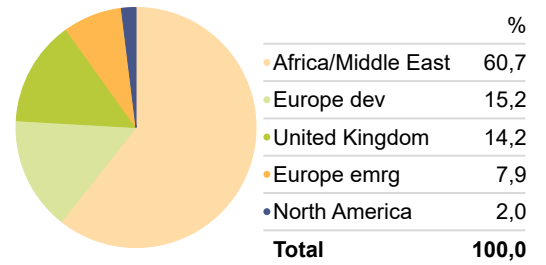 %
Africa/Middle East 60,7
Europe dev 15,2
United Kingdom 14,2
Europe emrg 7,9
North America 2,0
Total 100,0